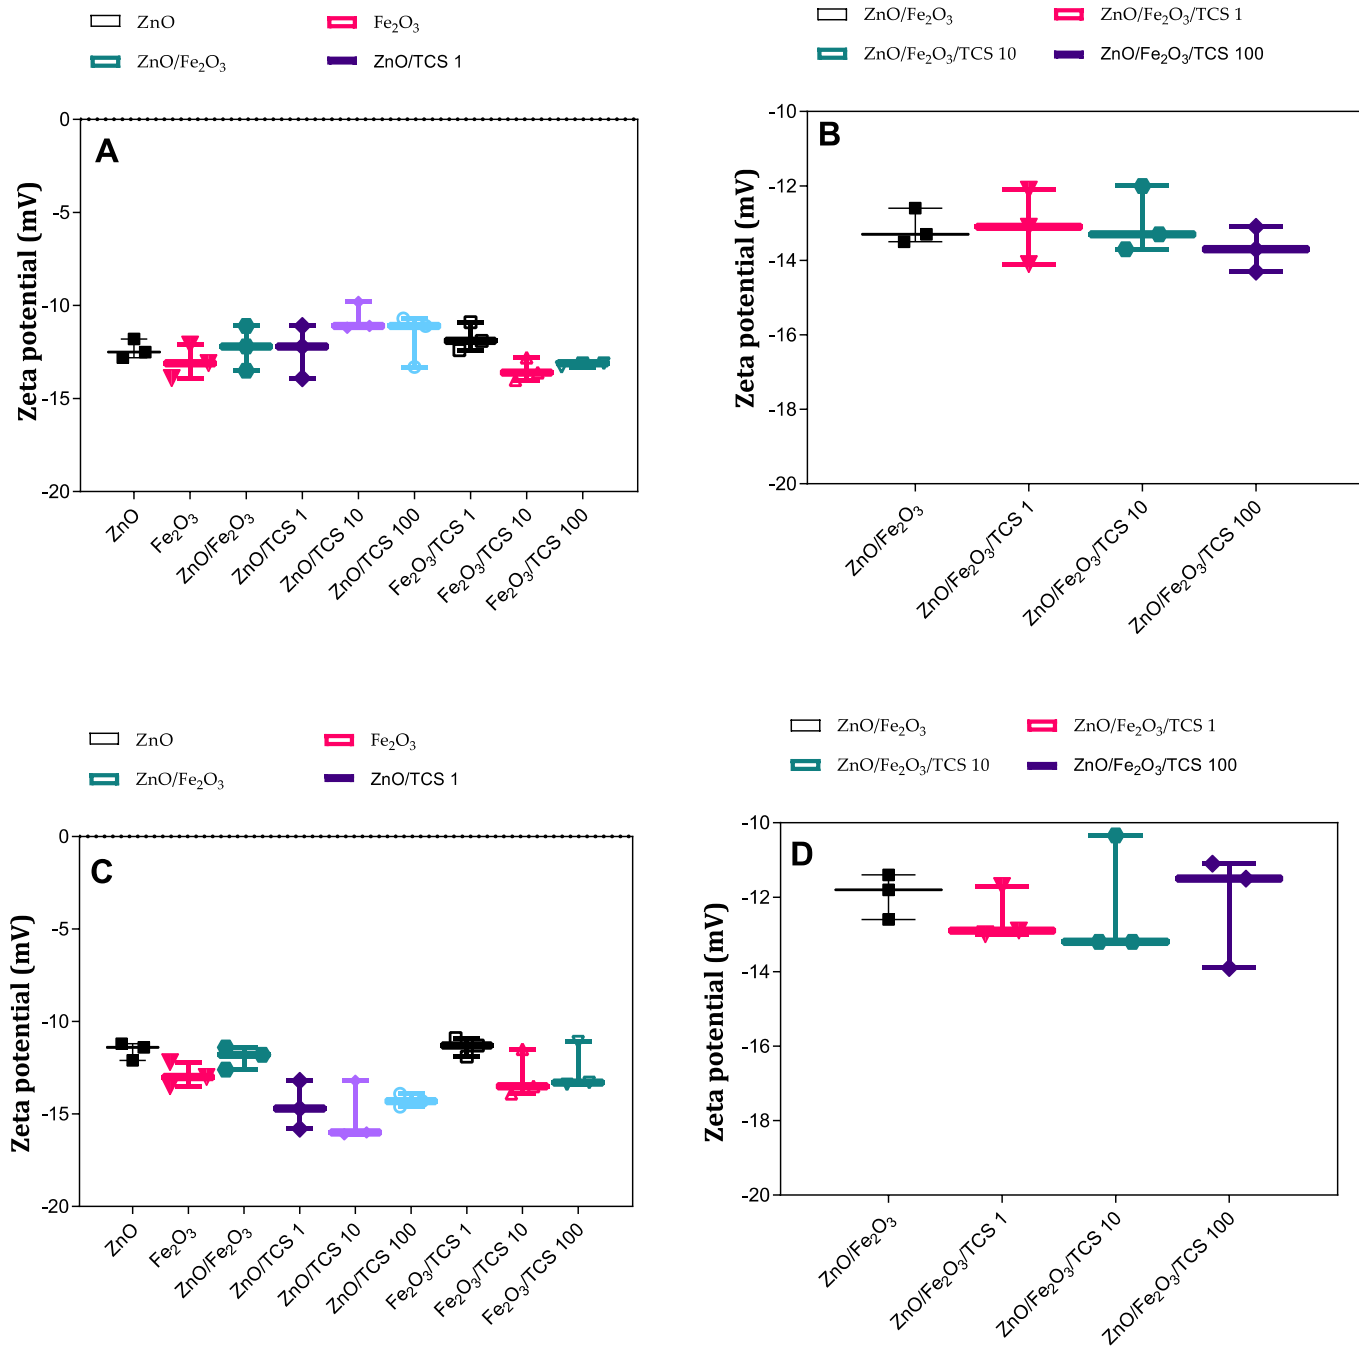 ZnO
Fe₂O₃
ZnO/Fe₂O₃
ZnO/TCS 1
A
Zeta potential (mV)
0
-5
-10
-15
-20
ZnO
Fe₂O₃
ZnO/Fe₂O₃
ZnO/TCS 1
ZnO/TCS 10
ZnO/TCS 100
Fe₂O₃/TCS 1
Fe₂O₃/TCS 10
Fe₂O₃/TCS 100
ZnO/Fe₂O₃
ZnO/Fe₂O₃/TCS 1
ZnO/Fe₂O₃/TCS 10
ZnO/Fe₂O₃/TCS 100
B
Zeta potential (mV)
-10
-12
-14
-16
-18
-20
ZnO/Fe₂O₃
ZnO/Fe₂O₃/TCS 1
ZnO/Fe₂O₃/TCS 10
ZnO/Fe₂O₃/TCS 100
ZnO
Fe₂O₃
ZnO/Fe₂O₃
ZnO/TCS 1
C
Zeta potential (mV)
0
-5
-10
-15
-20
ZnO
Fe₂O₃
ZnO/Fe₂O₃
ZnO/TCS 1
ZnO/TCS 10
ZnO/TCS 100
Fe₂O₃/TCS 1
Fe₂O₃/TCS 10
Fe₂O₃/TCS 100
ZnO/Fe₂O₃
ZnO/Fe₂O₃/TCS 1
ZnO/Fe₂O₃/TCS 10
ZnO/Fe₂O₃/TCS 100
D
Zeta potential (mV)
-10
-12
-14
-16
-18
-20
ZnO/Fe₂O₃
ZnO/Fe₂O₃/TCS 1
ZnO/Fe₂O₃/TCS 10
ZnO/Fe₂O₃/TCS 100